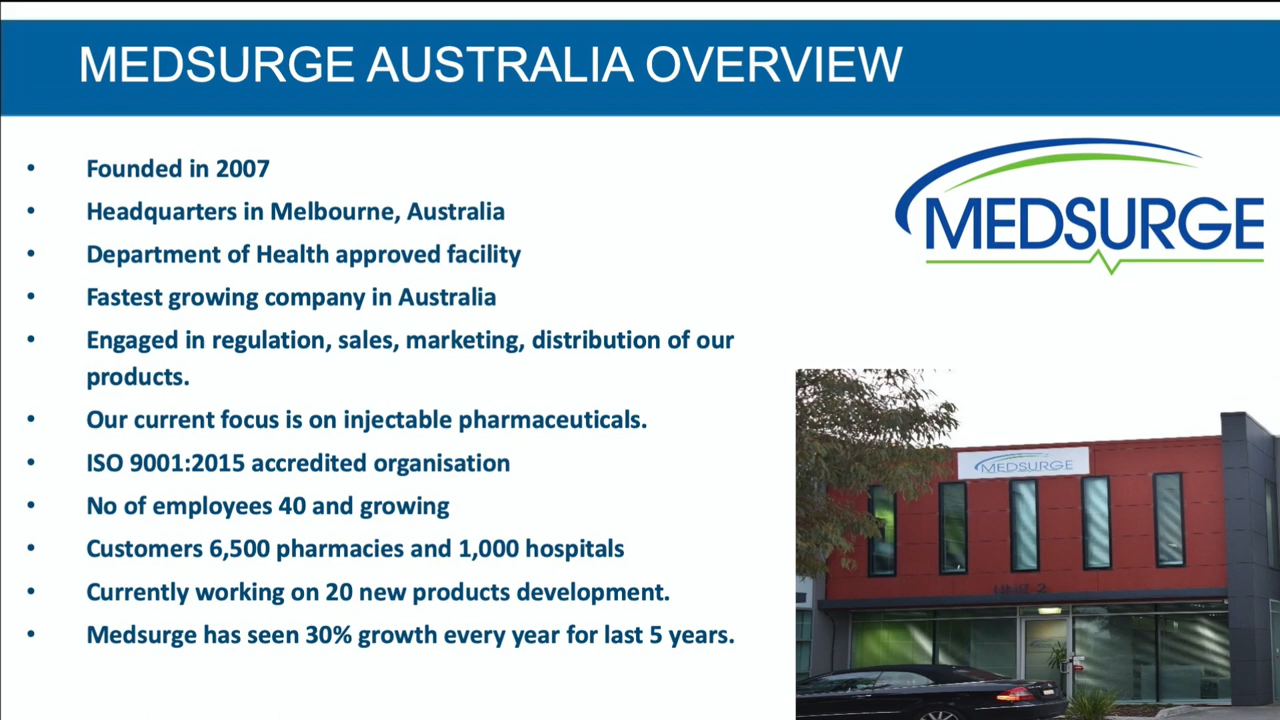 MEDSURGE AUSTRALIA OVERVIEW
MEDSURGE
• Founded in 2007
• Headquarters in Melbourne, Australia
• Department of Health approved facility
• Fastest growing company in Australia
• Engaged in regulation, sales, marketing, distribution of our
products.
• Our current focus is on injectable pharmaceuticals.
• ISO 9001:2015 accredited organisation
• No of employees 40 and growing
• Customers 6,500 pharmacies and 1,000 hospitals
• Currently working on 20 new products development.
• Medsurge has seen 30% growth every year for last 5 years.
MEDSURGE
UNIT 2